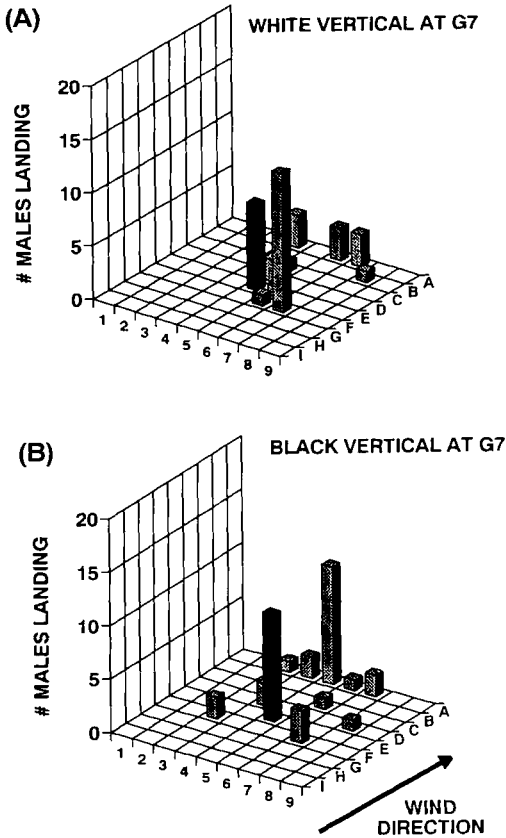 (A)
WHITE VERTICAL AT G7
# MALES LANDING
20
15
10
5
0
1 2 3 4 5 6 7 8 9
I H G F E D C B A
(B)
BLACK VERTICAL AT G7
# MALES LANDING
20
15
10
5
0
1 2 3 4 5 6 7 8 9
I H G F E D C B A
WIND
DIRECTION